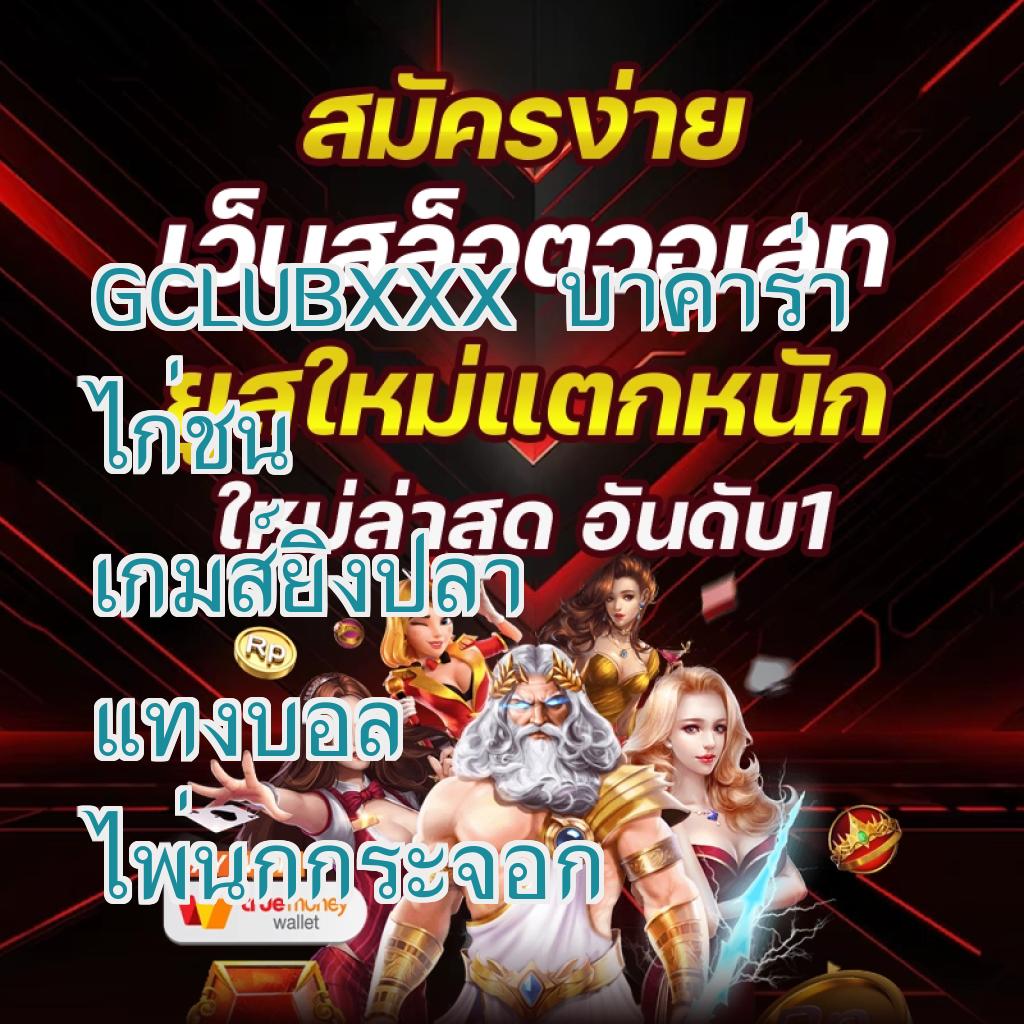 สมัครง่าย
เว็บสล็อตวอเล่ท
GCLUBXXX บาคาร่า
ยูสใหม่แตกหนัก
ไก่ชน
ใหม่ล่าสุด อันดับ1
เกมส์ยิงปลา
Rp
แทงบอล
ไพ่นกกระจอก
truemoney
wallet